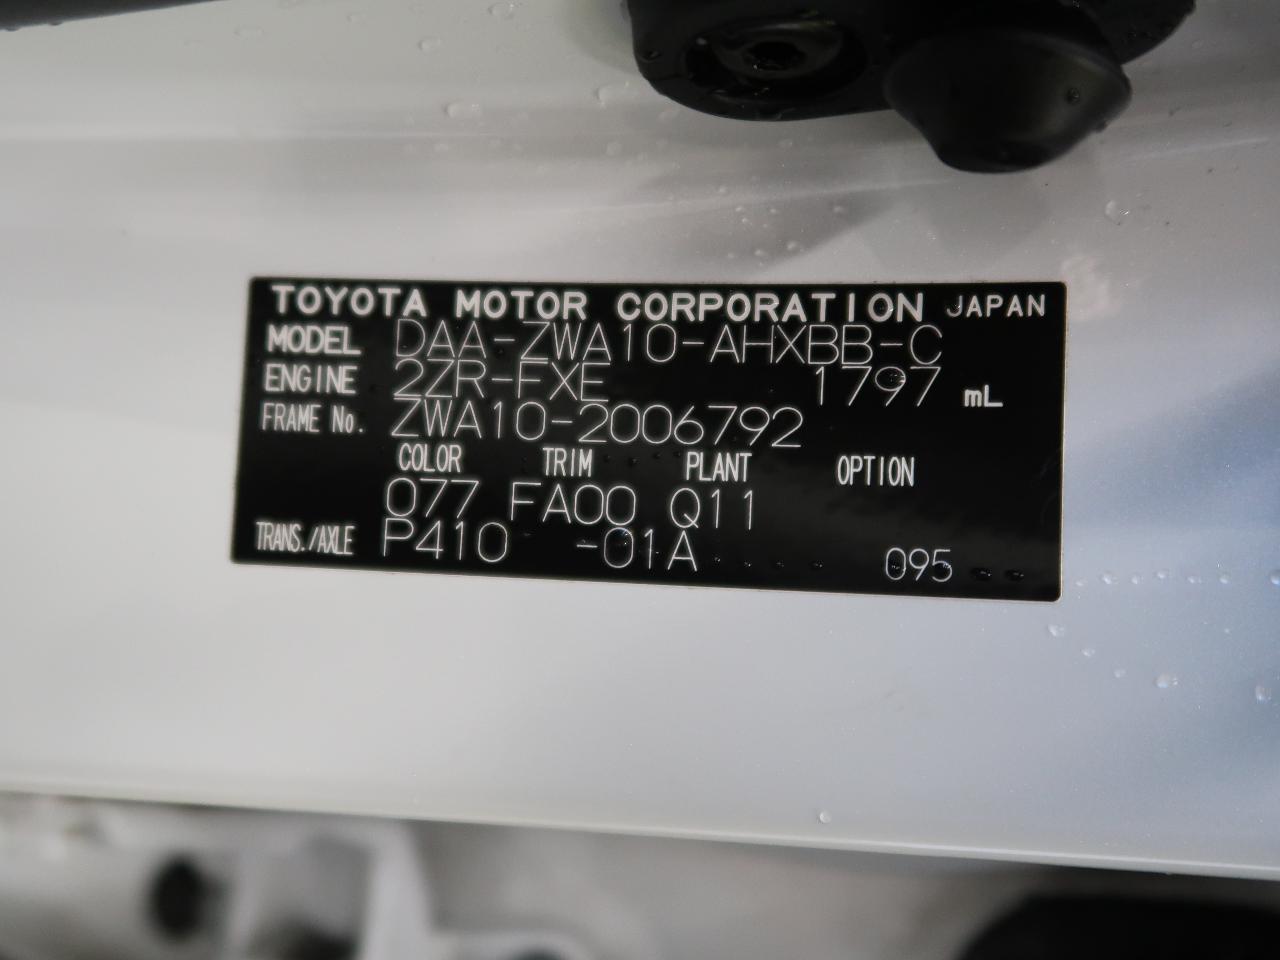 TOYOTA MOTOR CORPORATION JAPAN
MODEL DAA-ZWA10-AHXBB-C
ENGINE 2ZR-FXE 1797 mL
FRAME No. ZWA10-2006792
COLOR TRIM PLANT OPTION
077 FA00 Q11
TRANS./AXLE P410 -01A 095